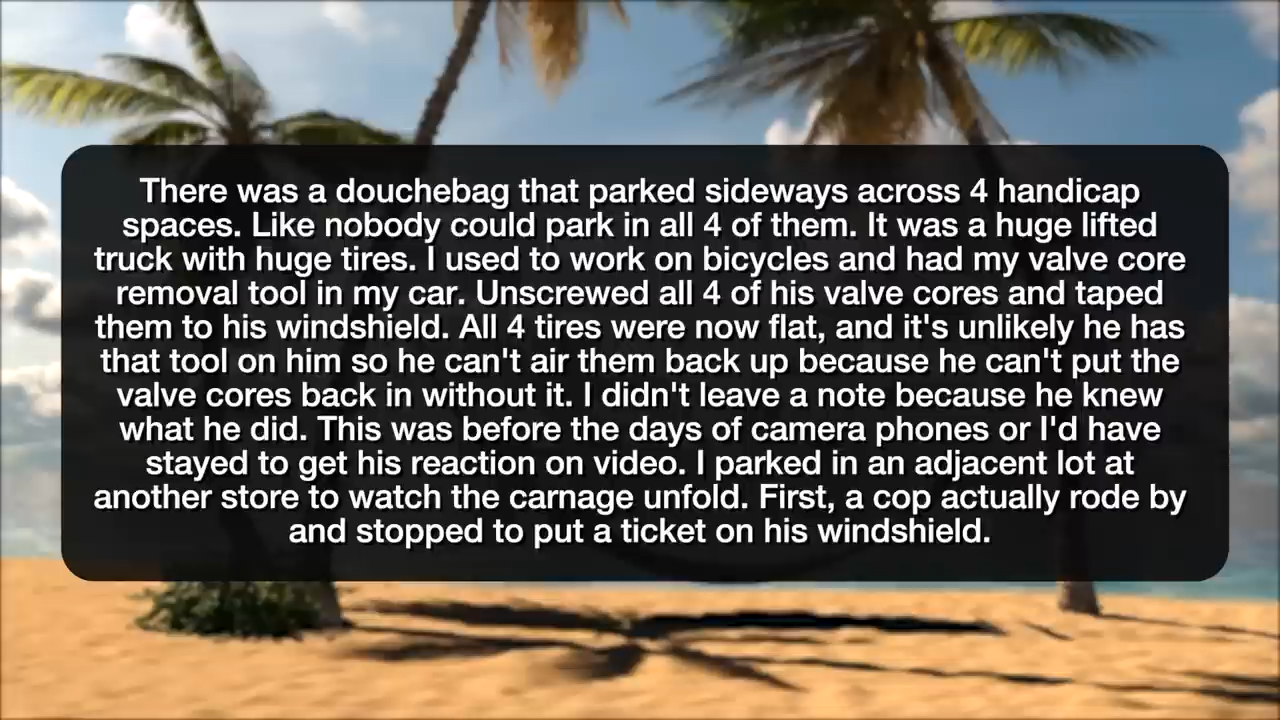 There was a douchebag that parked sideways across 4 handicap
spaces. Like nobody could park in all 4 of them. It was a huge lifted
truck with huge tires. I used to work on bicycles and had my valve core
removal tool in my car. Unscrewed all 4 of his valve cores and taped
them to his windshield. All 4 tires were now flat, and it's unlikely he has
that tool on him so he can't air them back up because he can't put the
valve cores back in without it. I didn't leave a note because he knew
what he did. This was before the days of camera phones or I'd have
stayed to get his reaction on video. I parked in an adjacent lot at
another store to watch the carnage unfold. First, a cop actually rode by
and stopped to put a ticket on his windshield.